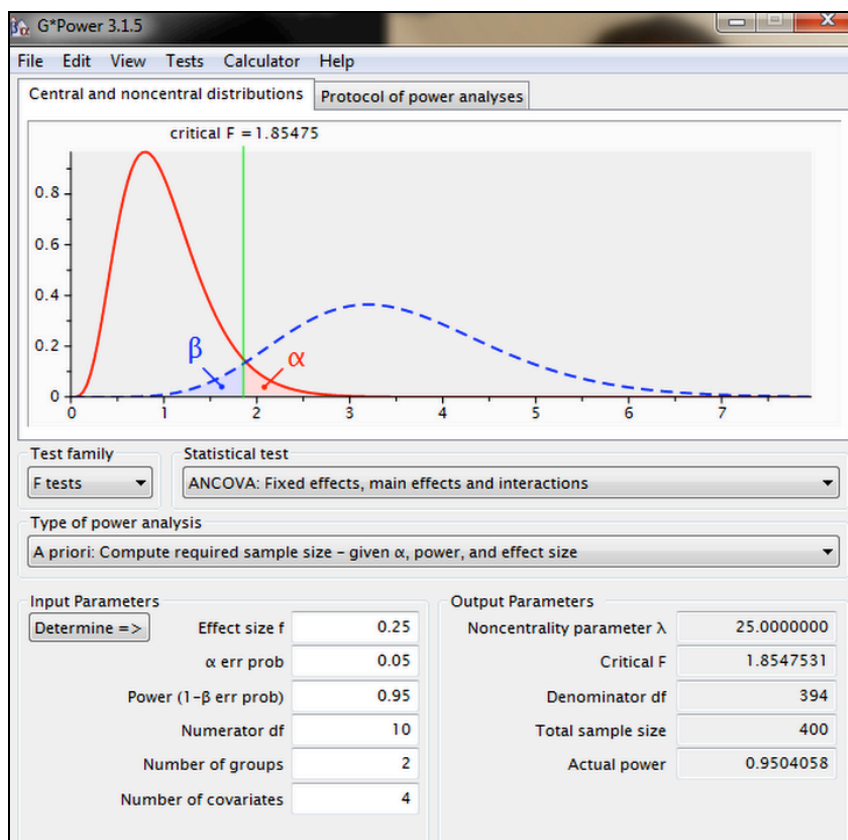 G*Power 3.1.5
File Edit View Tests Calculator Help
Central and noncentral distributions Protocol of power analyses
critical F = 1.85475
0.8
0.6
0.4
0.2
0
β α
0 1 2 3 4 5 6 7
Test family Statistical test
F tests ANCOVA: Fixed effects, main effects and interactions
Type of power analysis
A priori: Compute required sample size - given α, power, and effect size
Input Parameters Output Parameters
Determine => Effect size f 0.25 Noncentrality parameter λ 25.0000000
α err prob 0.05 Critical F 1.8547531
Power (1-β err prob) 0.95 Denominator df 394
Numerator df 10 Total sample size 400
Number of groups 2 Actual power 0.9504058
Number of covariates 4